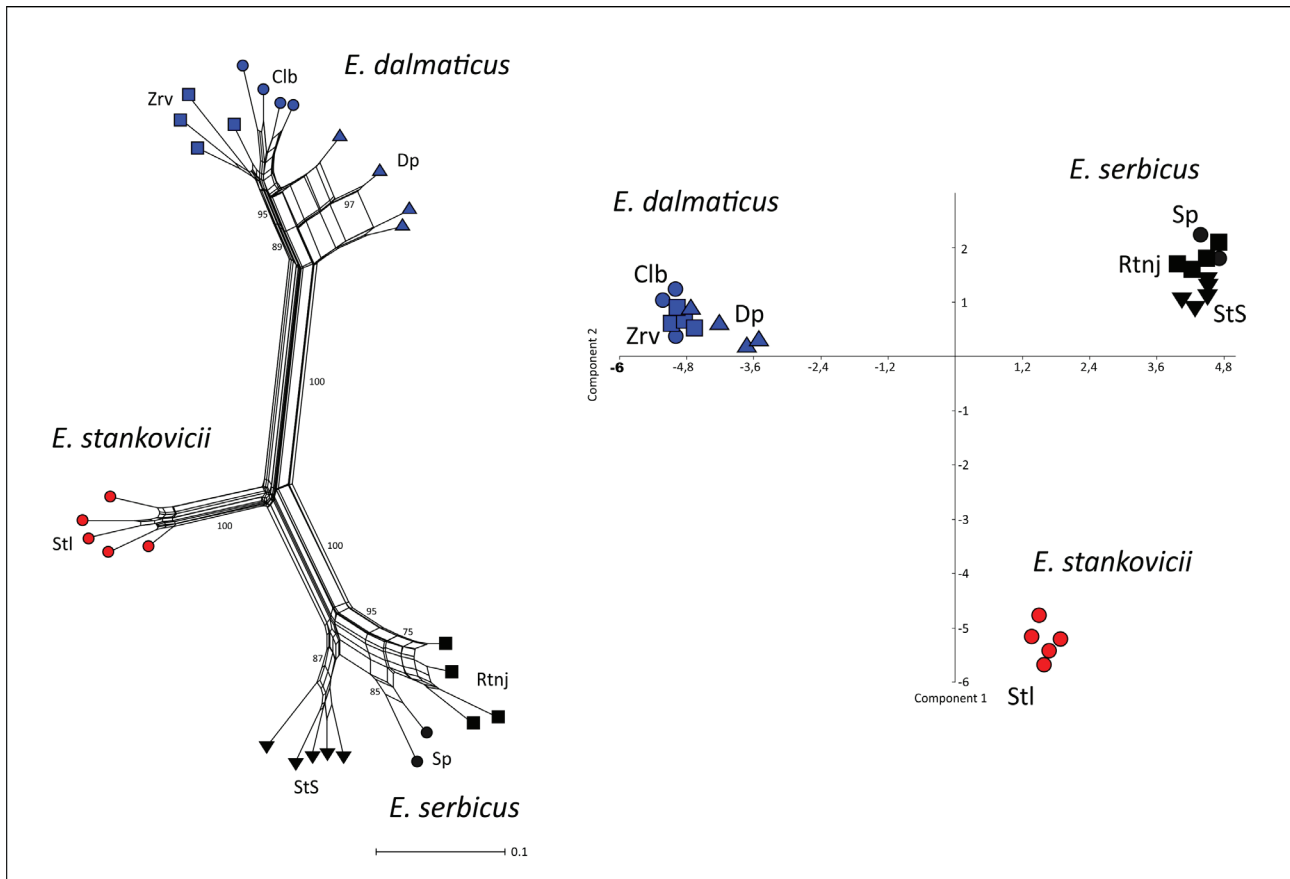 E. dalmaticus
Clb
Zrv
Dp
97
95
89
100
E. stankovicii
Stl
100
100
95
75
87
85
Rtnj
Sp
StS
E. serbicus
0.1
E. serbicus
Sp
Rtnj
StS
E. dalmaticus
Clb
Dp
Zrv
Component 2
2
1
-6
-4,8
-3,6
-2,4
-1,2
1,2
2,4
3,6
4,8
-1
-2
-3
-4
-5
-6
Component 1
E. stankovicii
Stl